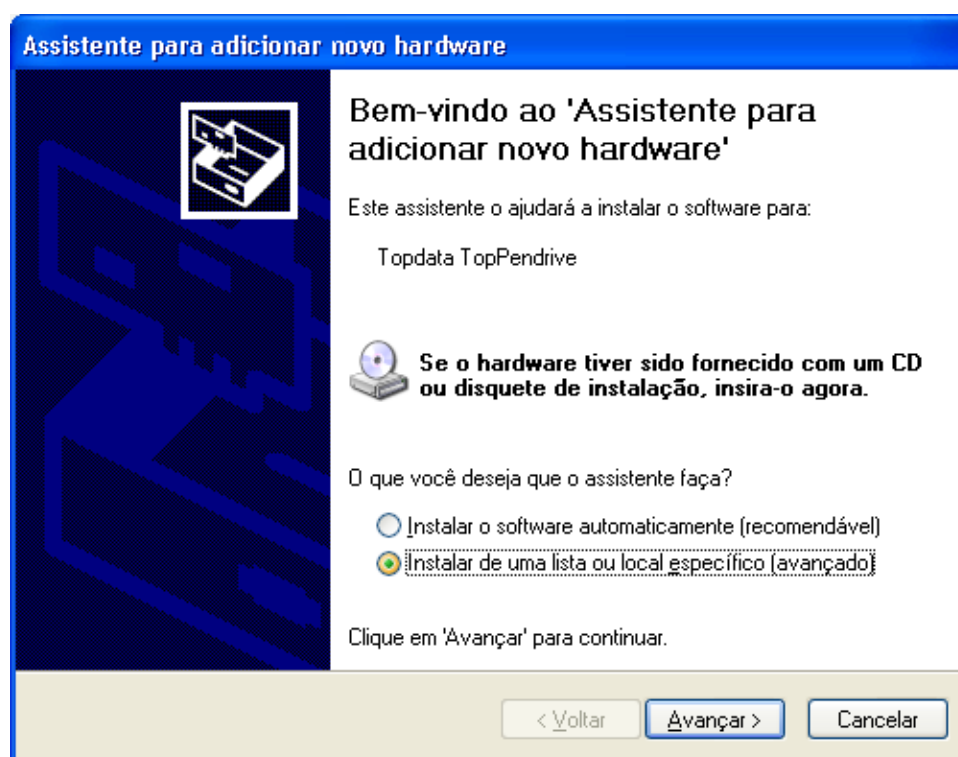 Assistente para adicionar novo hardware
Bem-vindo ao 'Assistente para
adicionar novo hardware'
Este assistente o ajudará a instalar o software para:
Topdata TopPendrive
Se o hardware tiver sido fornecido com um CD
ou disquete de instalação, insira-o agora.
O que você deseja que o assistente faça?
Instalar o software automaticamente (recomendável)
Instalar de uma lista ou local específico (avançado)
Clique em 'Avançar' para continuar.
< Voltar Avançar > Cancelar